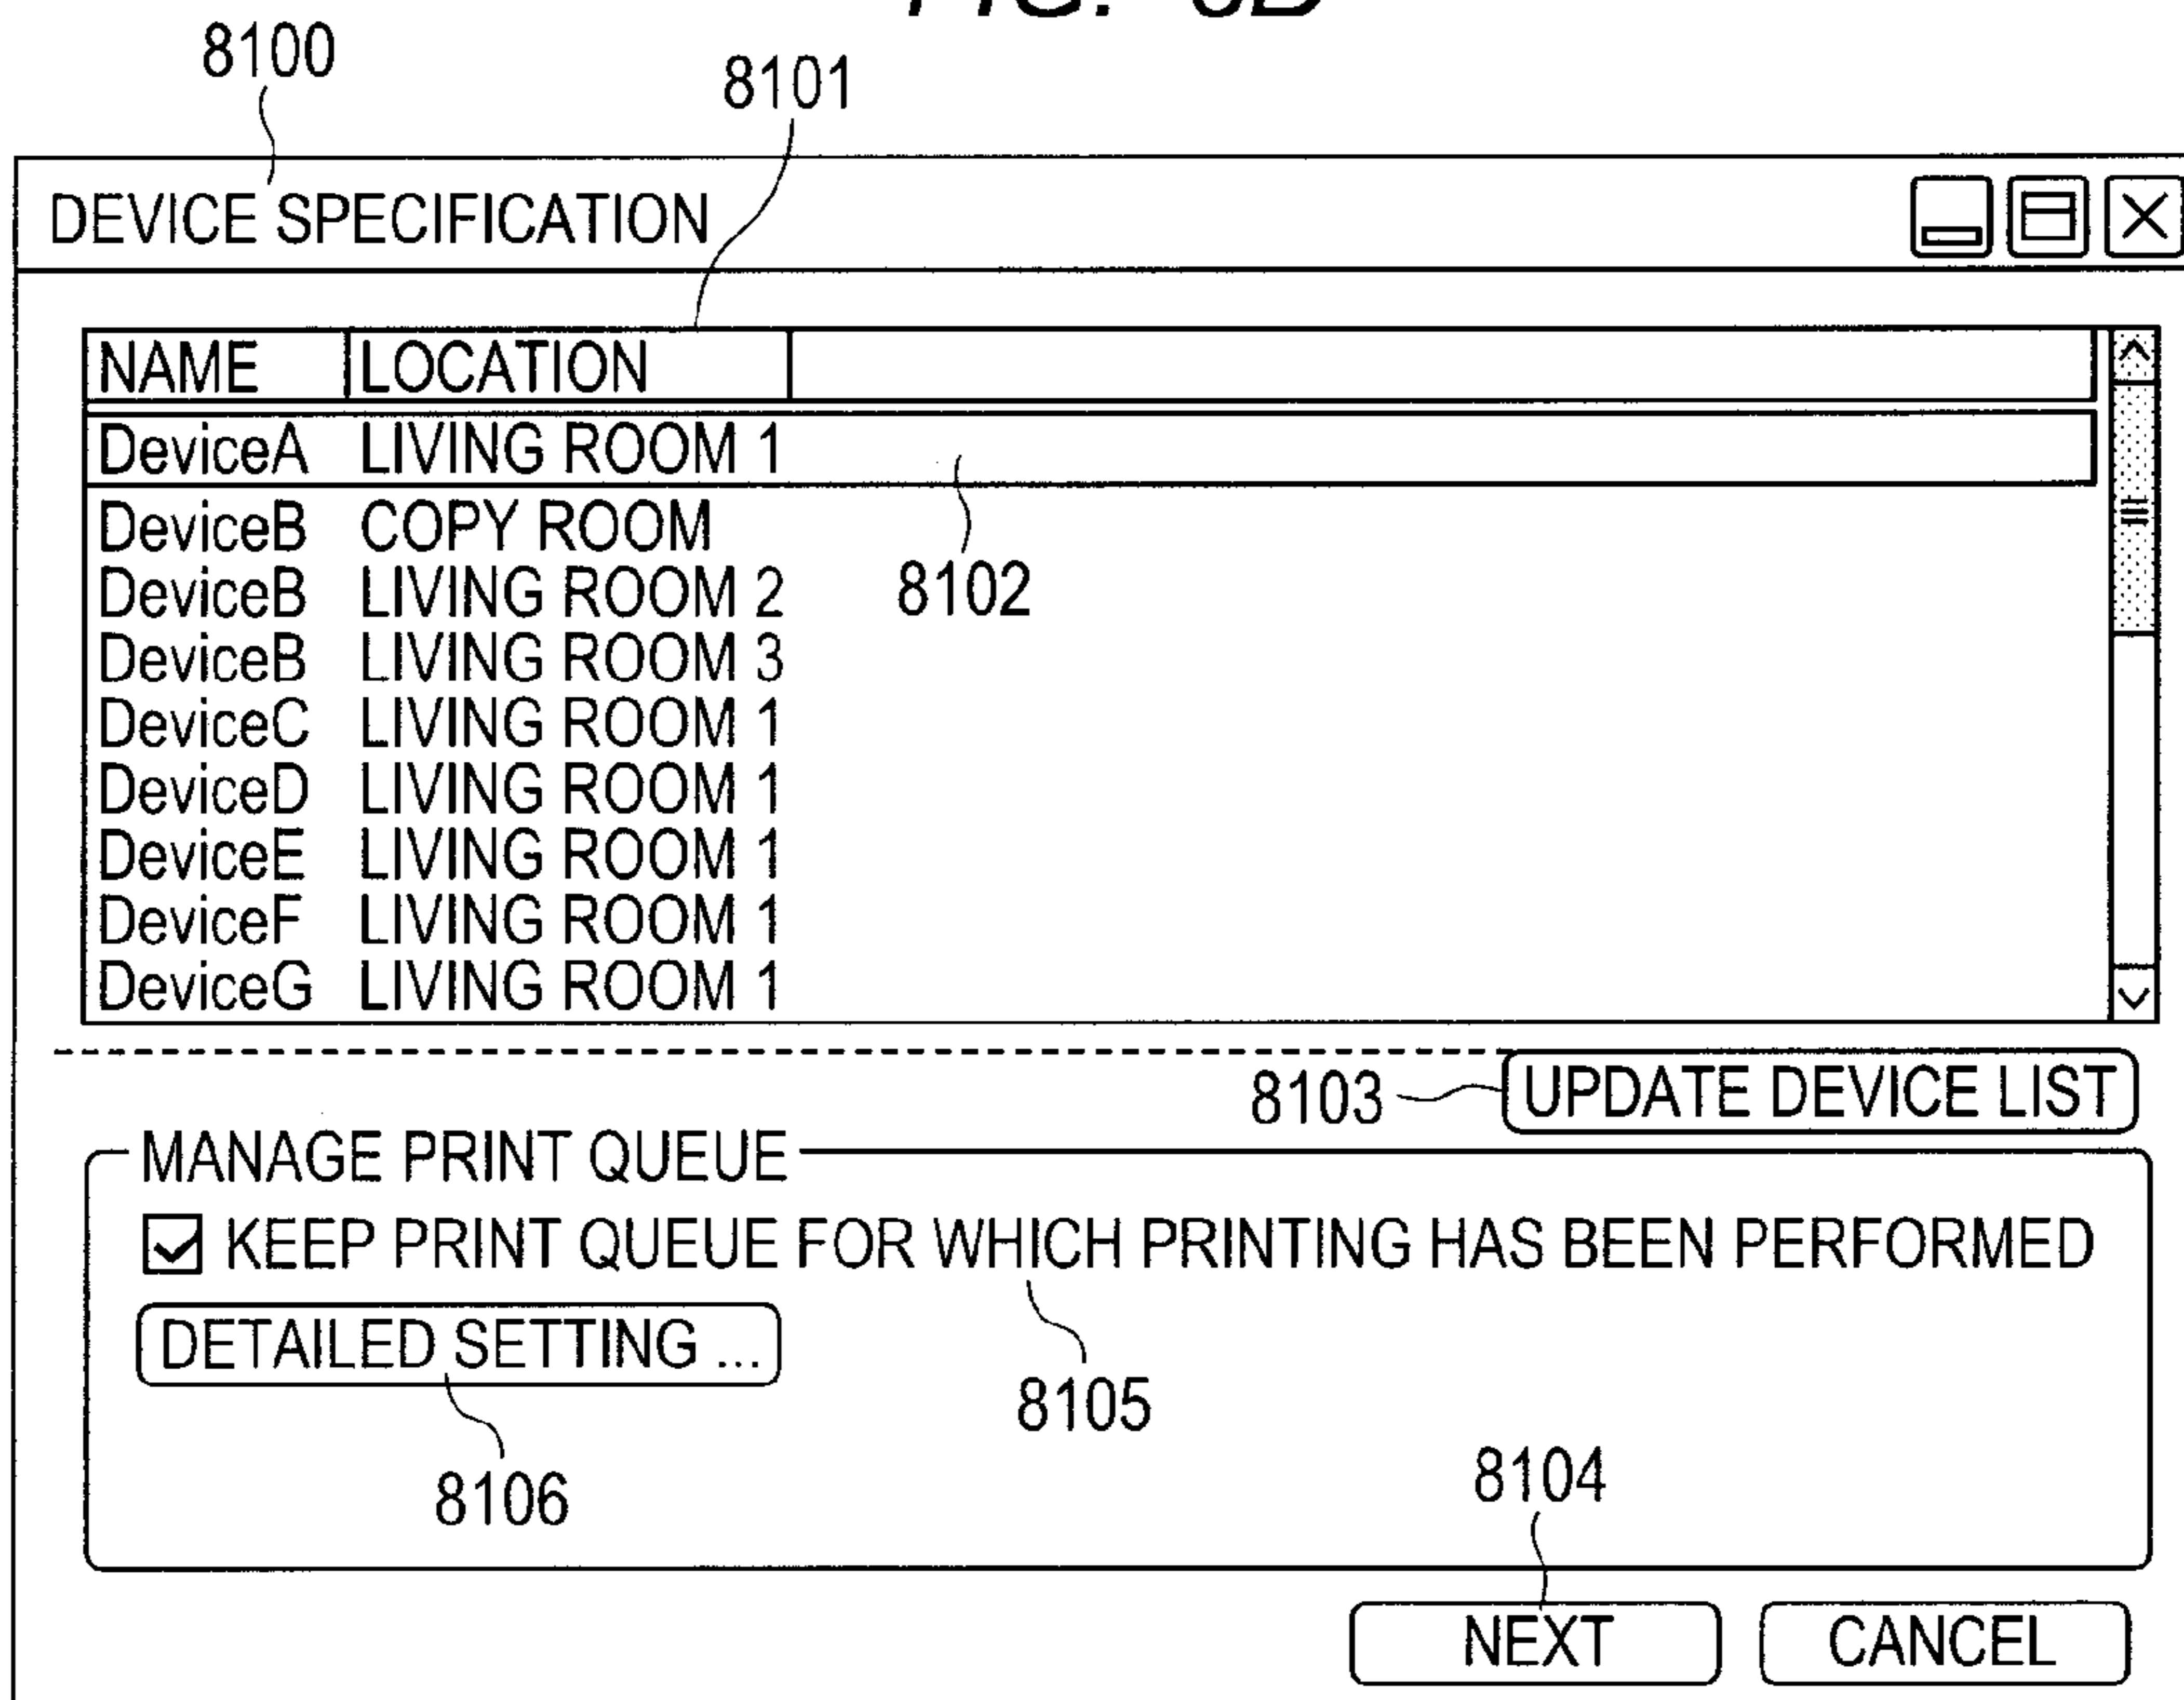 8100
8101
DEVICE SPECIFICATION
NAME LOCATION
DeviceA LIVING ROOM 1
DeviceB COPY ROOM
DeviceB LIVING ROOM 2
8102
DeviceB LIVING ROOM 3
DeviceC LIVING ROOM 1
DeviceD LIVING ROOM 1
DeviceE LIVING ROOM 1
DeviceF LIVING ROOM 1
DeviceG LIVING ROOM 1
8103 UPDATE DEVICE LIST
MANAGE PRINT QUEUE
KEEP PRINT QUEUE FOR WHICH PRINTING HAS BEEN PERFORMED
DETAILED SETTING ...
8105
8106
8104
NEXT CANCEL